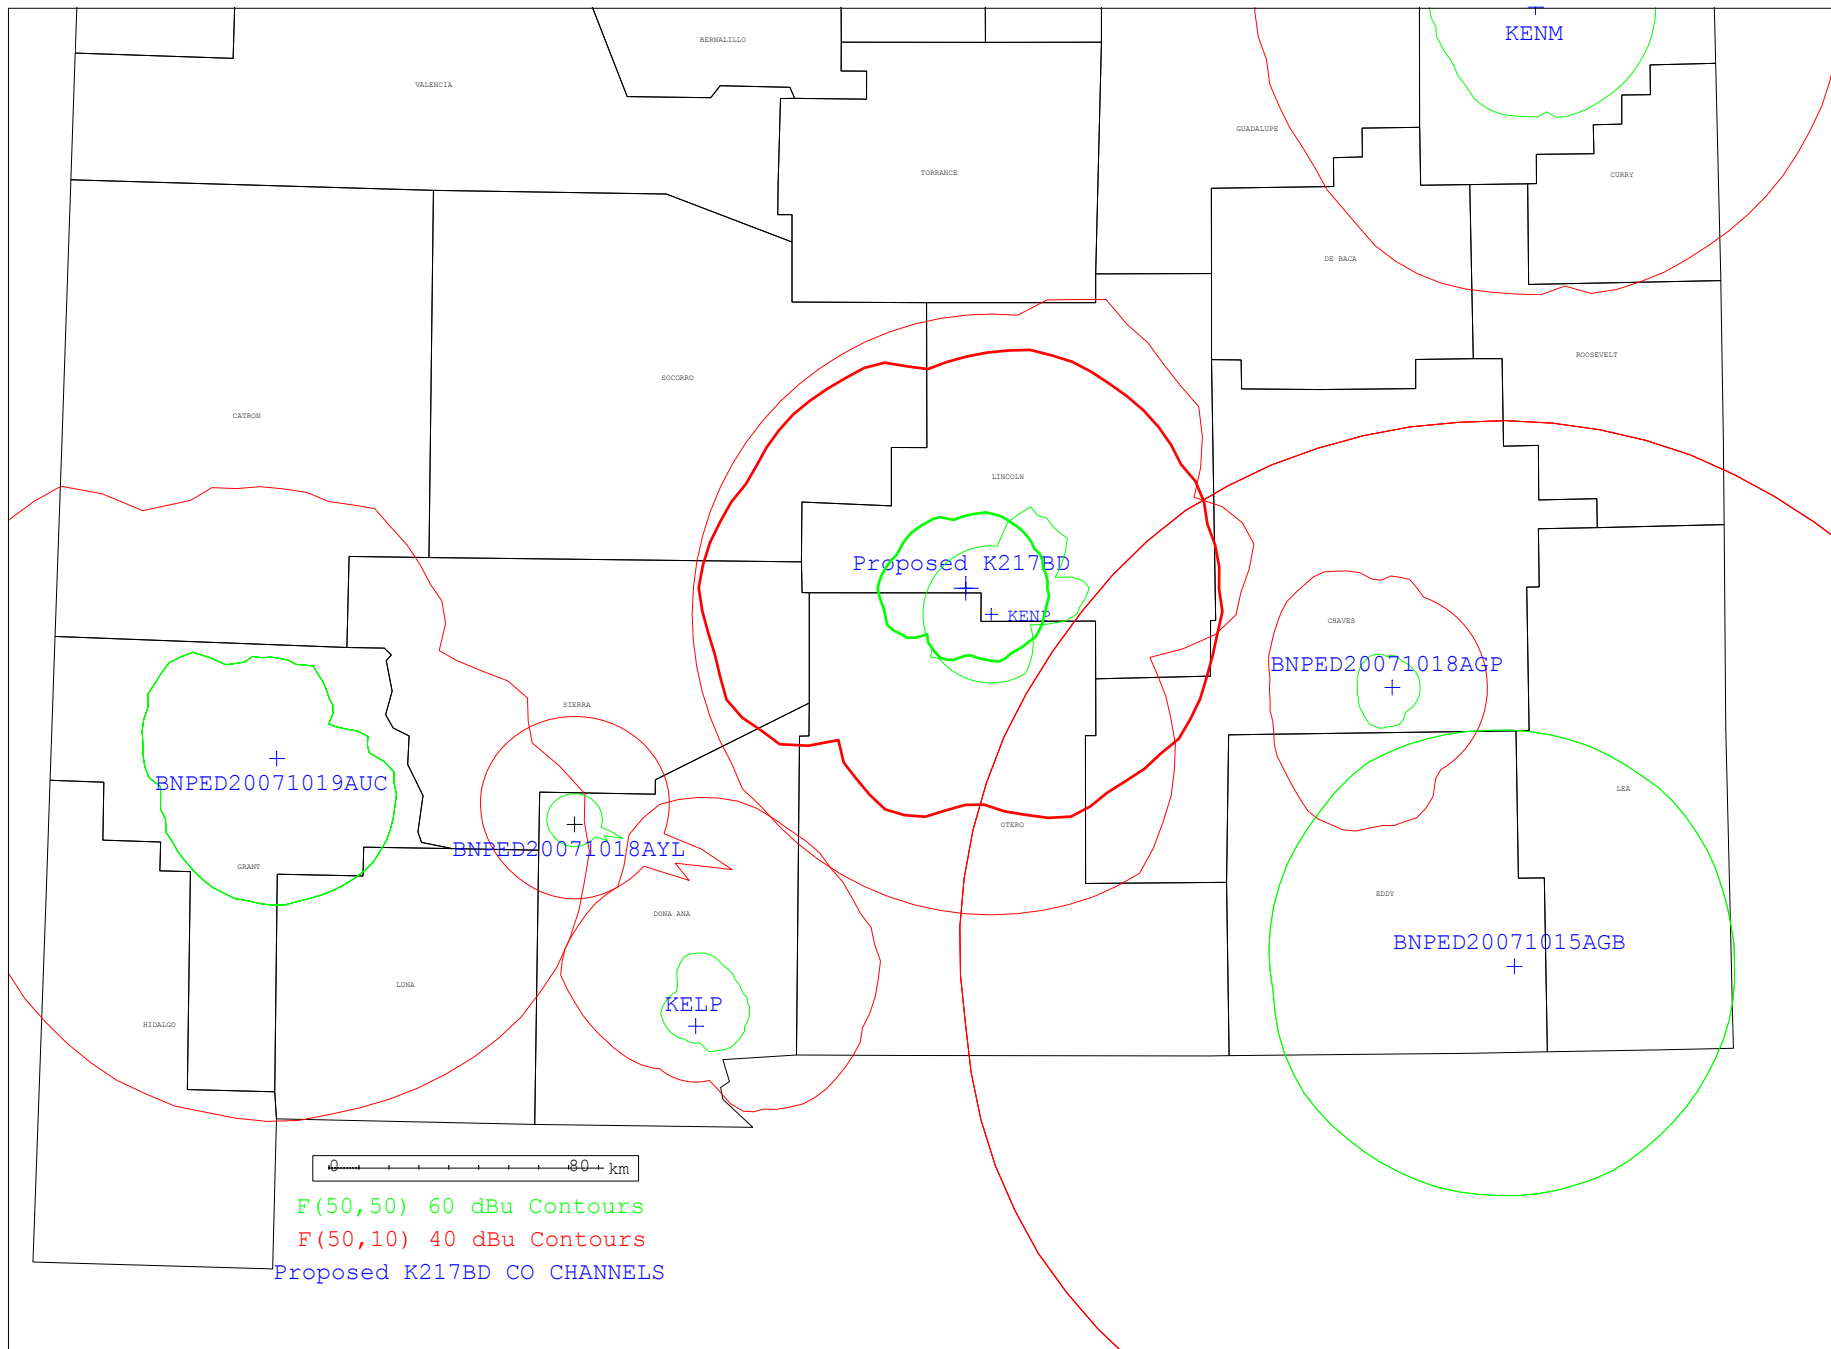 KENM
BERNALILLO
VALENCIA
GUADALUPE
TORRANCE
CURRY
DE BACA
ROOSEVELT
SOCORRO
CATRON
LINCOLN
Proposed K217BD
KENP
CHAVES
BNPED20071018AGP
SIERRA
BNPED20071019AUC
LEA
OTERO
BNPED20071018AYL
GRANT
EDDY
DONA ANA
BNPED20071015AGB
LUNA
KELP
HIDALGO
0 80 km
F(50,50) 60 dBu Contours
F(50,10) 40 dBu Contours
Proposed K217BD CO CHANNELS